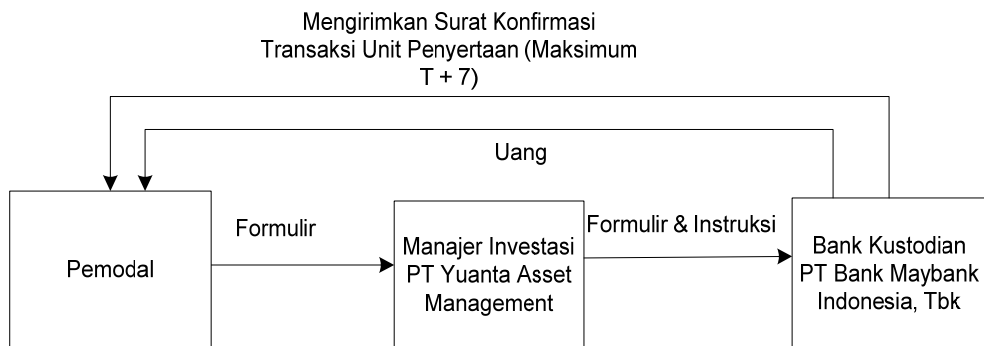 Mengirimkan Surat Konfirmasi
Transaksi Unit Penyertaan (Maksimum
T + 7)
Uang
Pemodal
Formulir
Manajer Investasi
PT Yuanta Asset
Management
Formulir & Instruksi
Bank Kustodian
PT Bank Maybank
Indonesia, Tbk